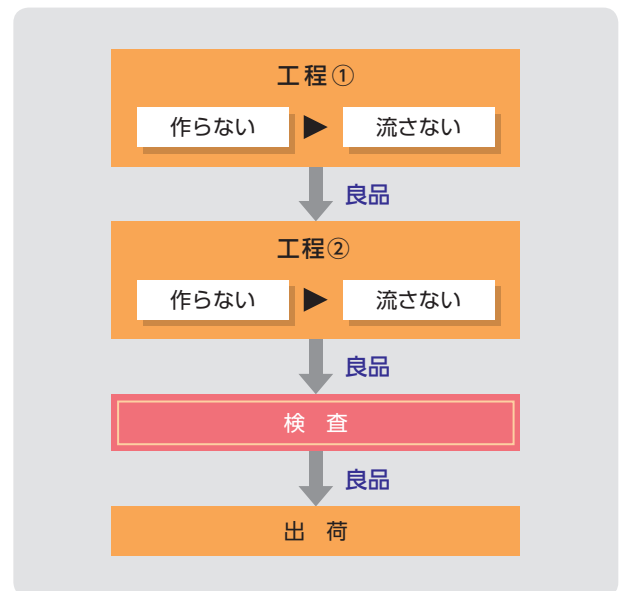 工程①
作らない ▶ 流さない
良品
工程②
作らない ▶ 流さない
良品
検 査
良品
出 荷